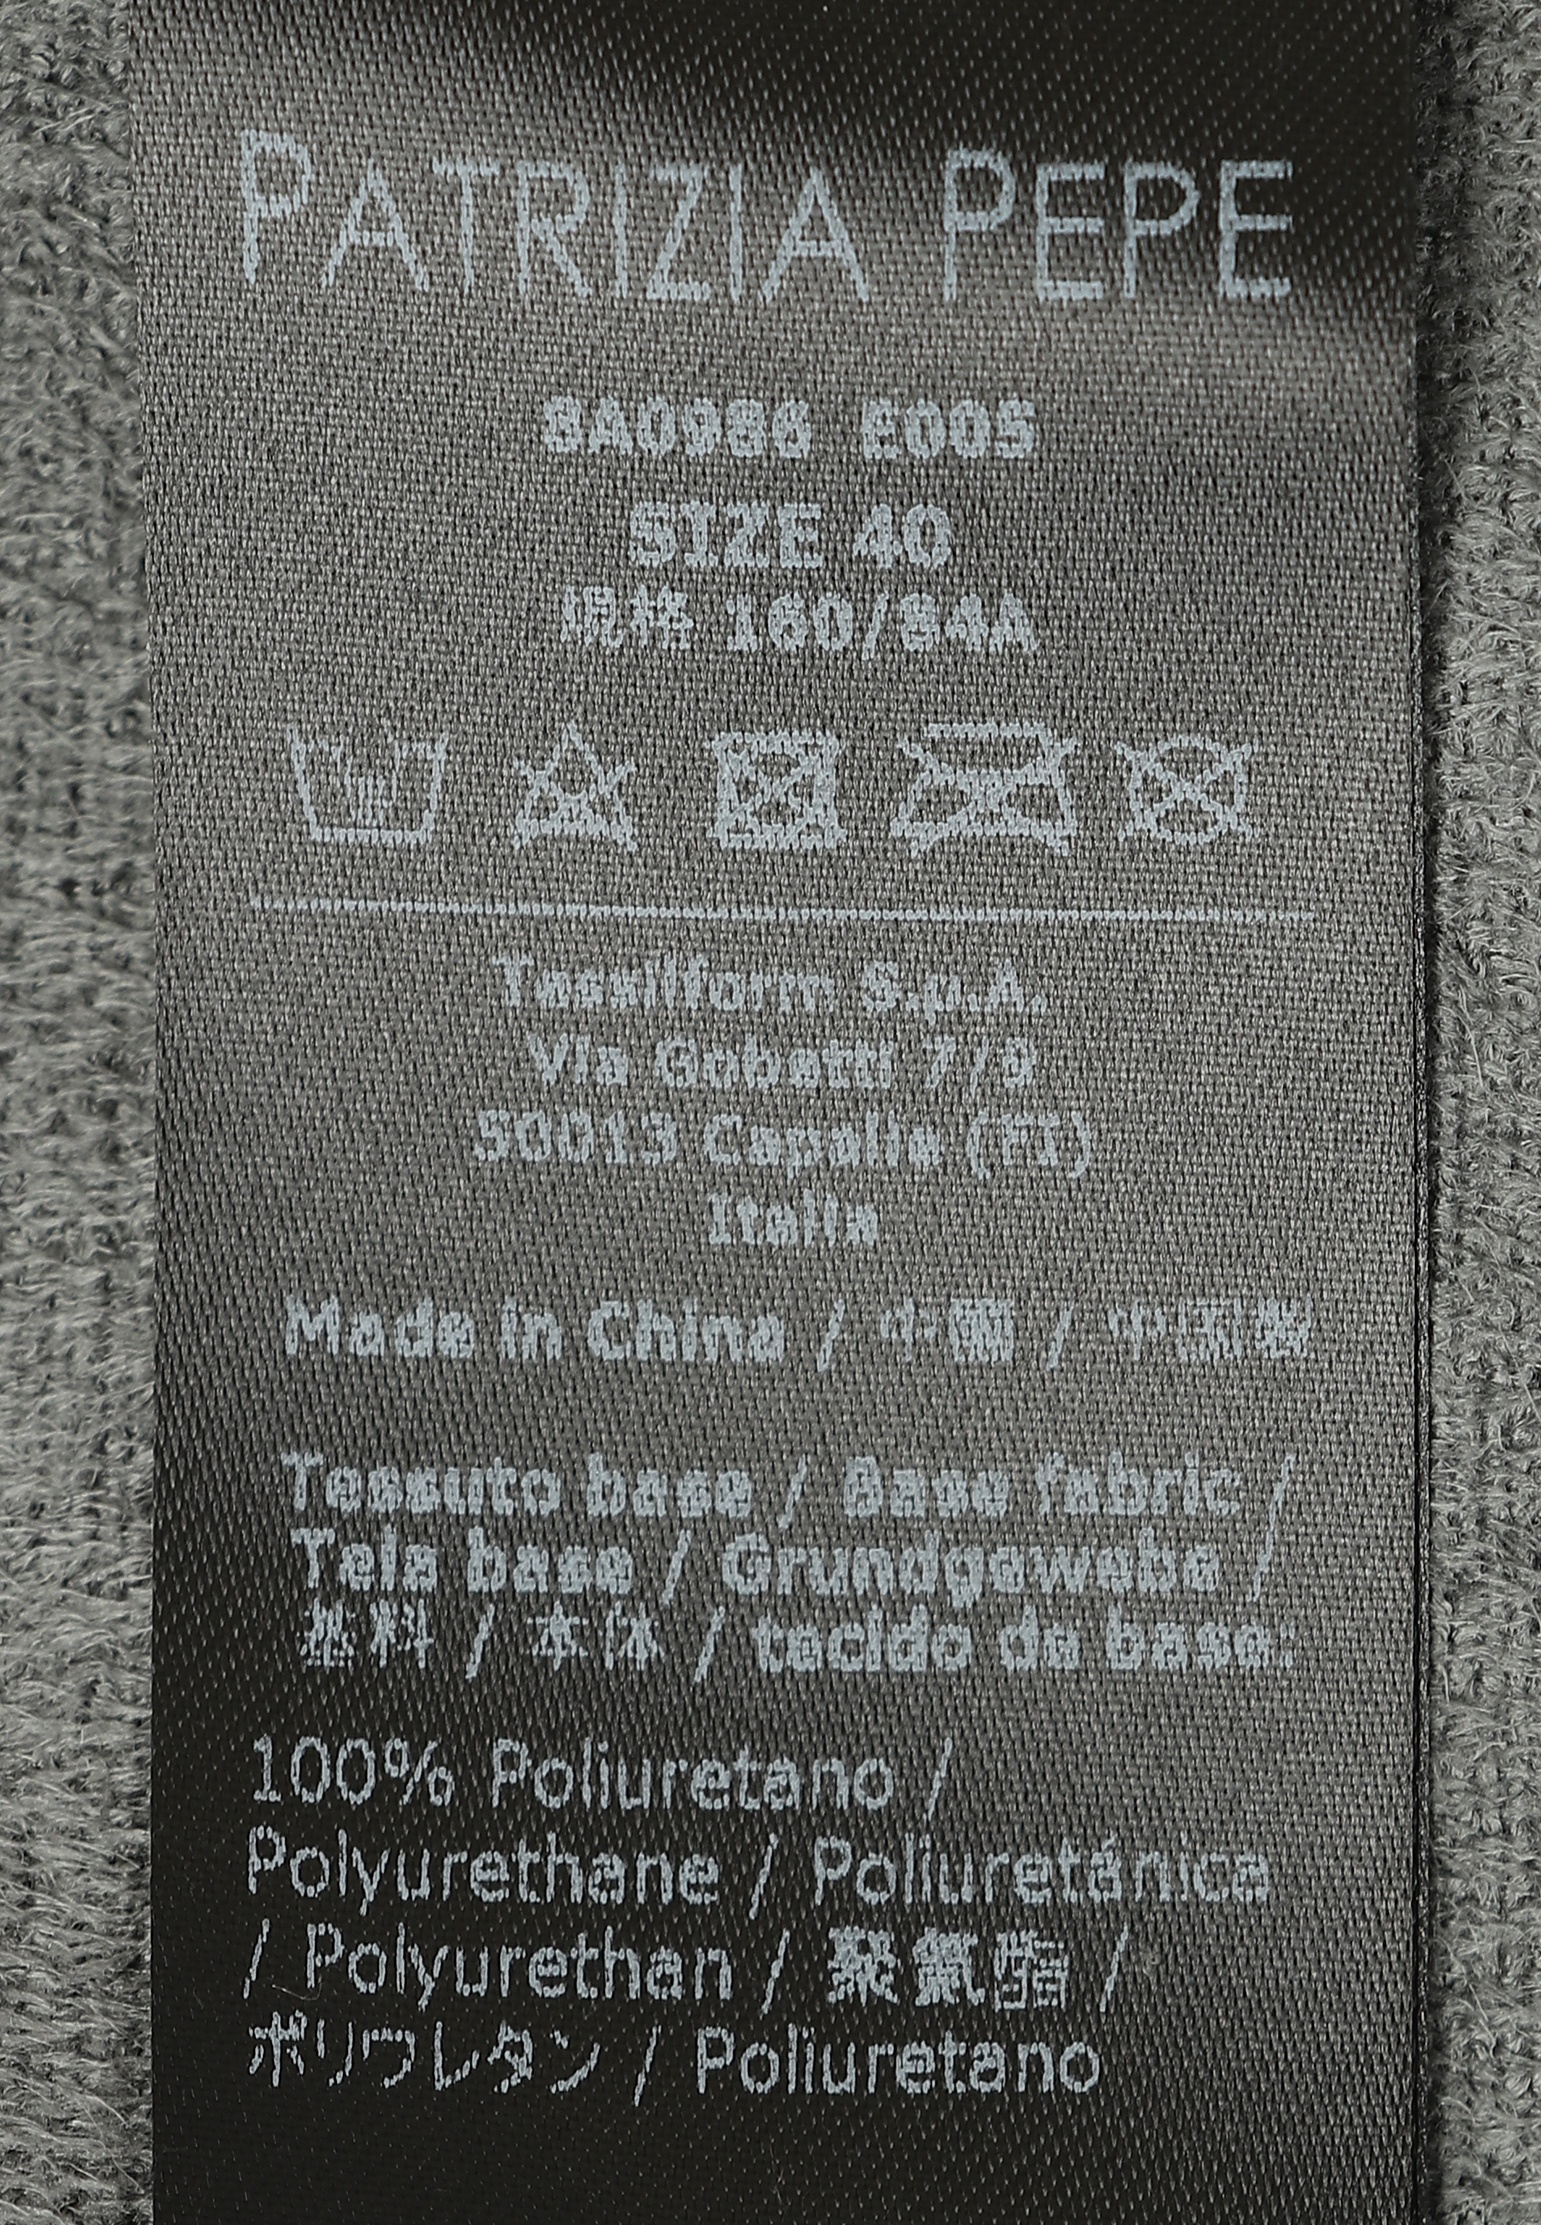 PATRIZIA PEPE
8A0986 E005
SIZE 40
规格 160/84A
Tessilform S.p.A.
Via Gobetti 7/9
50013 Capalle (FI)
Italia
Made in China / 中國 / 中国製
Tessuto base / Base fabric /
Tela base / Grundgewebe /
基料 / 本体 / tecido de base:
100% Poliuretano /
Polyurethane / Poliuretánica
/ Polyurethan / 聚氨酯 /
ポリウレタン / Poliuretano